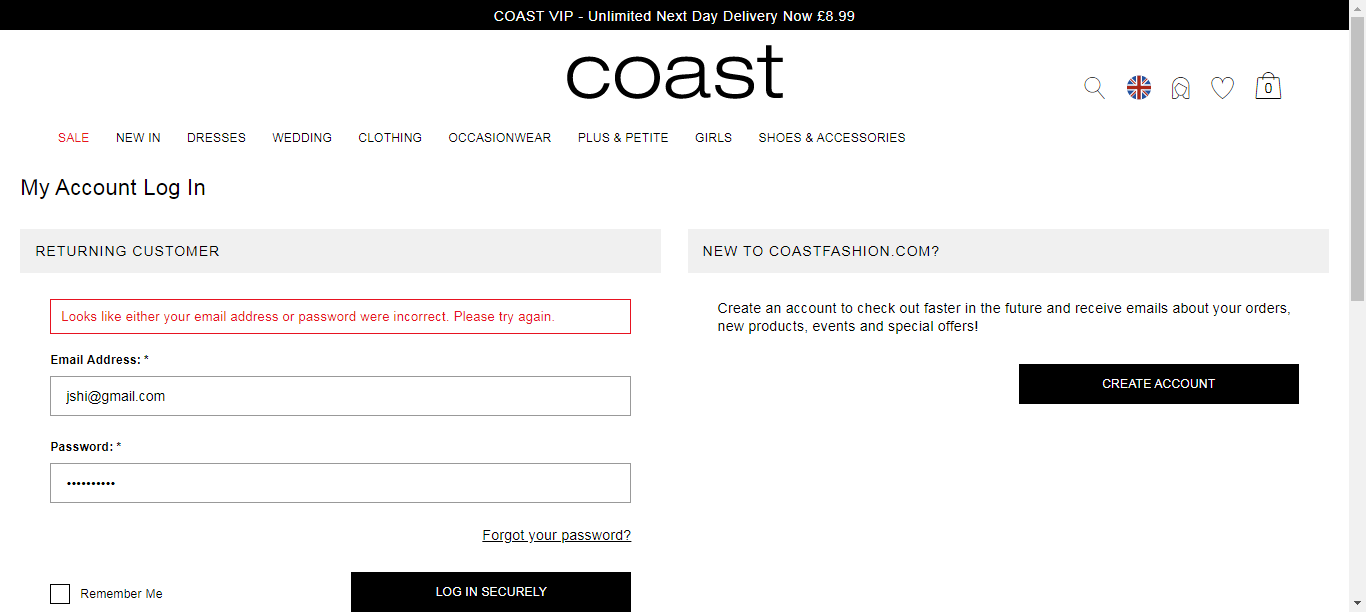 COAST VIP - Unlimited Next Day Delivery Now £8.99
coast
0
SALE NEW IN DRESSES WEDDING CLOTHING OCCASIONWEAR PLUS & PETITE GIRLS SHOES & ACCESSORIES
My Account Log In
RETURNING CUSTOMER
Looks like either your email address or password were incorrect. Please try again.
Email Address: *
jshi@gmail.com
Password: *
••••••••••
Forgot your password?
Remember Me
LOG IN SECURELY
NEW TO COASTFASHION.COM?
Create an account to check out faster in the future and receive emails about your orders,
new products, events and special offers!
CREATE ACCOUNT